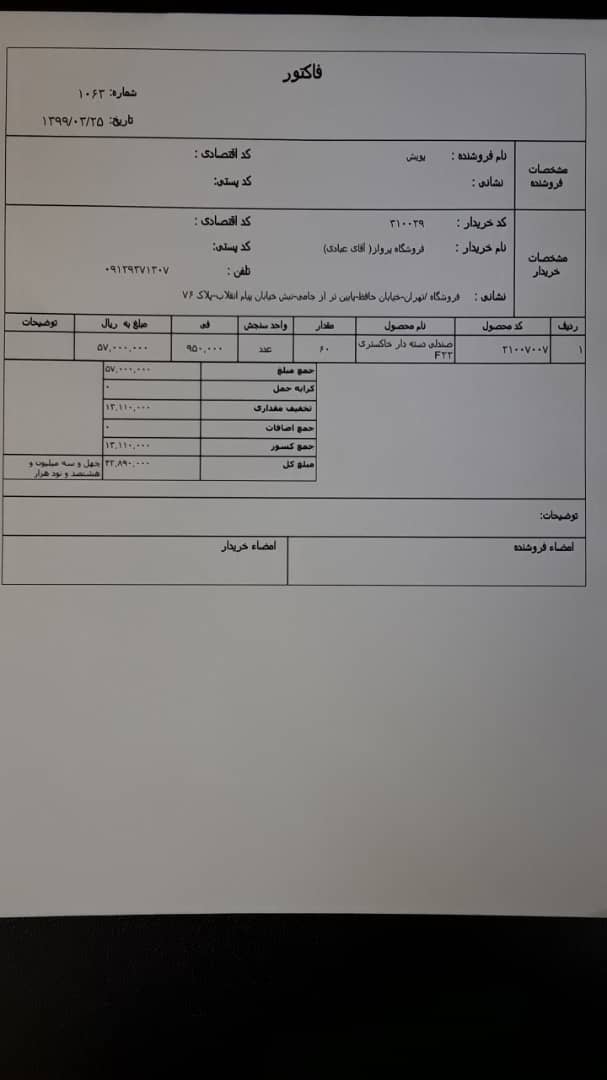 فاکتور
شماره: ۱۰۶۳
تاریخ: ۱۳۹۹/۰۳/۲۵
مشخصات فروشنده
نام فروشنده : پویش
کد اقتصادی :
نشانی :
کد پستی:
مشخصات خریدار
کد خریدار : ۳۱۰۰۳۹
کد اقتصادی :
نام خریدار : فروشگاه پرواز( آقای عبادی)
کد پستی:
تلفن : ۰۹۱۲۹۳۷۱۳۰۷
نشانی : فروشگاه /تهران-خیابان حافظ-پایین تر از جامی-نبش خیابان پیام انقلاب-پلاک ۷۶
ردیف کد محصول نام محصول مقدار واحد سنجش فی مبلغ به ریال توضیحات
۱ ۳۱۰۰۷۰۰۷ صندلی دسته دار خاکستری F۲۲ ۶۰ عدد ۹۵۰,۰۰۰ ۵۷,۰۰۰,۰۰۰
جمع مبلغ ۵۷,۰۰۰,۰۰۰
کرایه حمل ۰
تخفیف مقداری ۱۳,۱۱۰,۰۰۰
جمع اضافات ۰
جمع کسور ۱۳,۱۱۰,۰۰۰
مبلغ کل ۴۳,۸۹۰,۰۰۰ چهل و سه میلیون و هشتصد و نود هزار
توضیحات:
امضاء فروشنده
امضاء خریدار